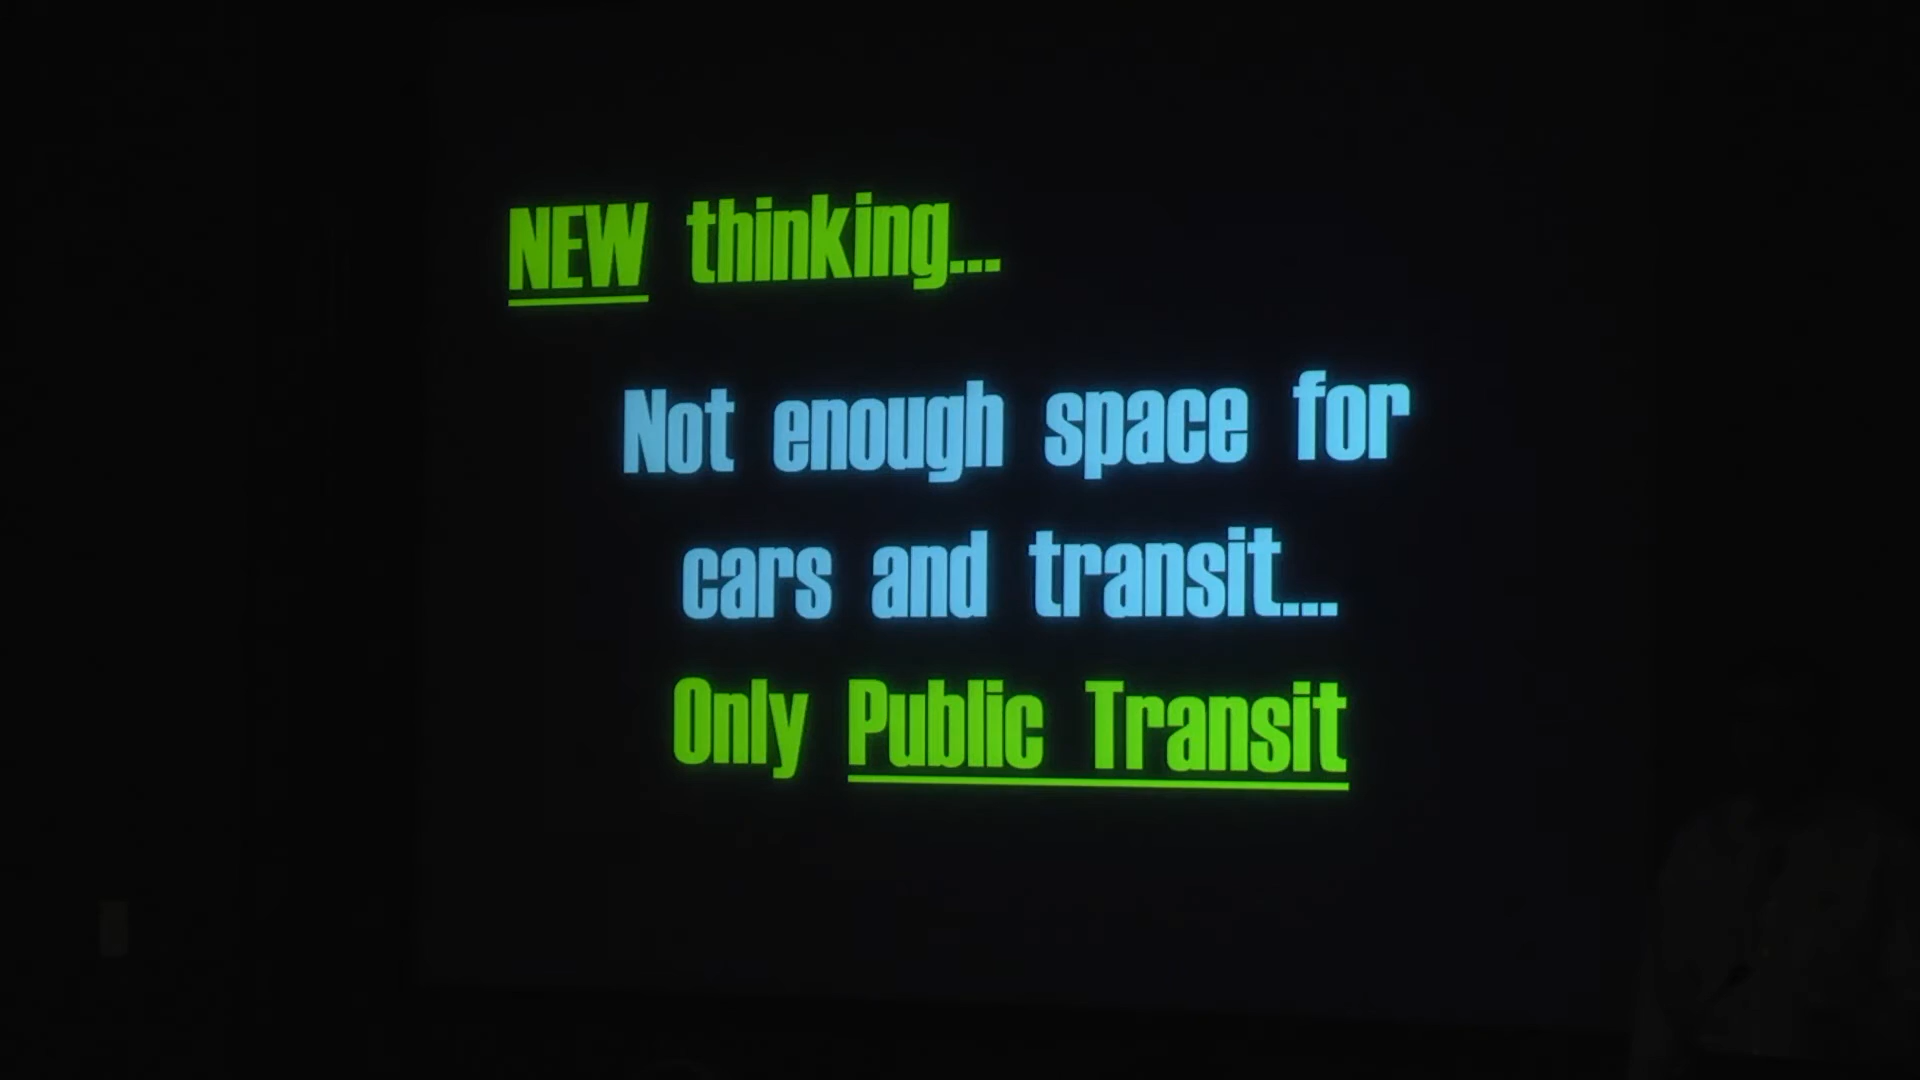 NEW thinking...
Not enough space for
cars and transit...
Only Public Transit